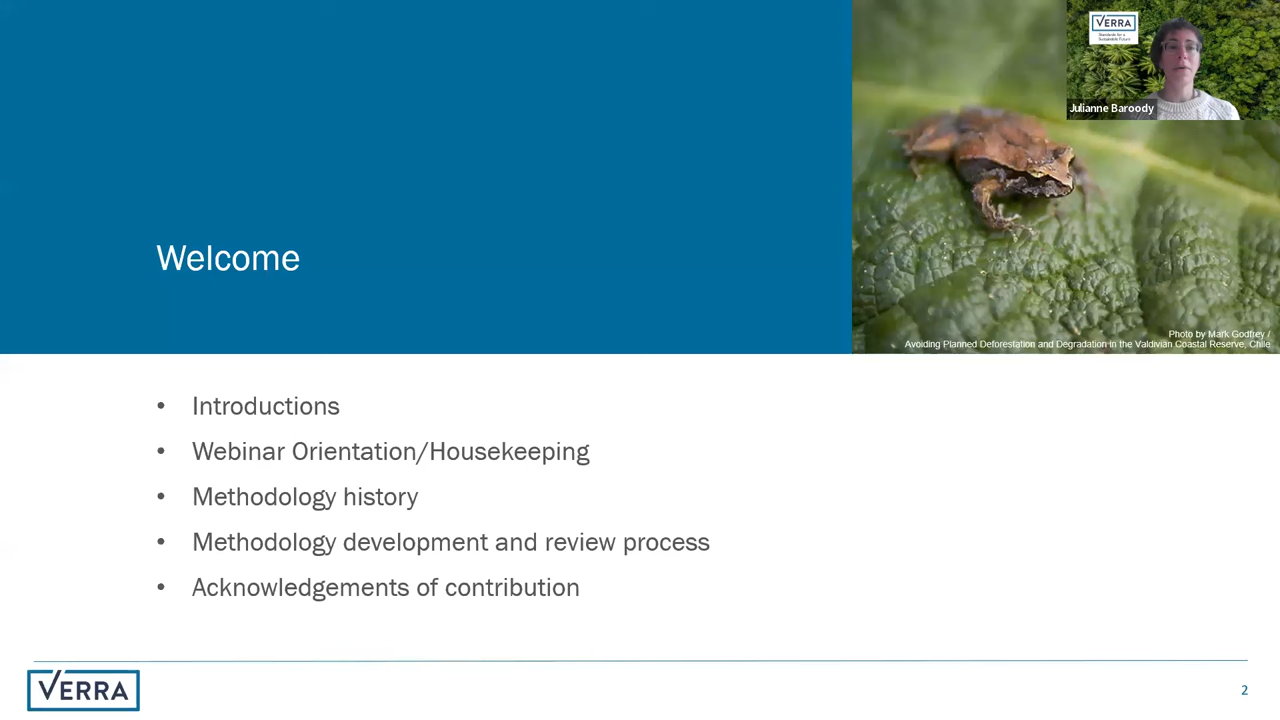 VERRA
Standards for a
Sustainable Future
Julianne Baroody
Welcome
Photo by Mark Godfrey /
Avoiding Planned Deforestation and Degradation in the Valdivian Coastal Reserve, Chile
• Introductions
• Webinar Orientation/Housekeeping
• Methodology history
• Methodology development and review process
• Acknowledgements of contribution
VERRA
2